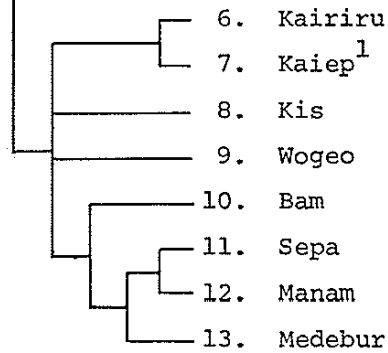 6. Kairiru
7. Kaiep1
8. Kis
9. Wogeo
10. Bam
11. Sepa
12. Manam
13. Medebur